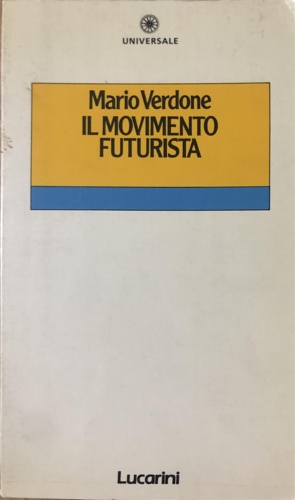 UNIVERSALE
Mario Verdone
IL MOVIMENTO
FUTURISTA
Lucarini